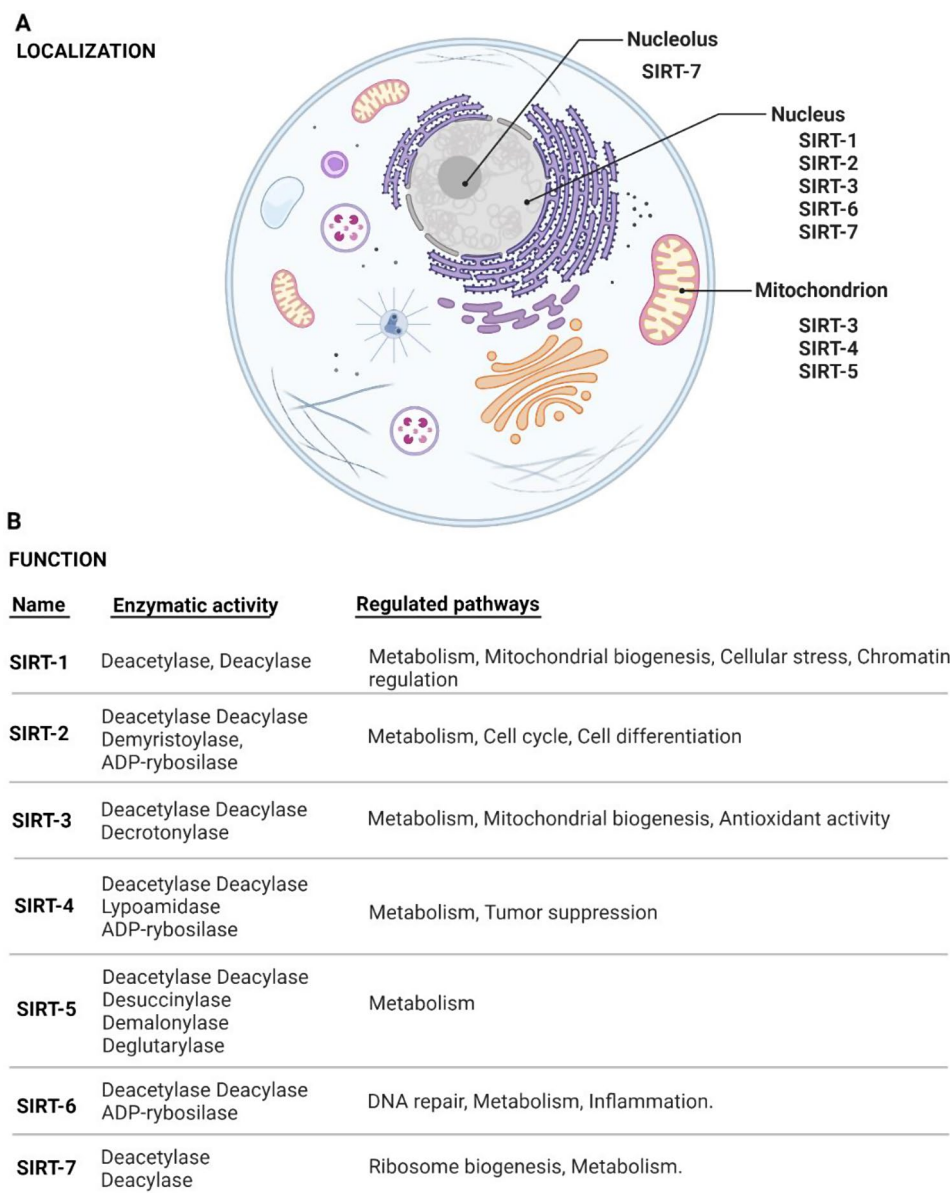 A
LOCALIZATION
Nucleolus
SIRT-7
Nucleus
SIRT-1
SIRT-2
SIRT-3
SIRT-6
SIRT-7
Mitochondrion
SIRT-3
SIRT-4
SIRT-5
B
FUNCTION
Name Enzymatic activity Regulated pathways
SIRT-1 Deacetylase, Deacylase Metabolism, Mitochondrial biogenesis, Cellular stress, Chromatin
regulation
SIRT-2 Deacetylase Deacylase
Demyristoylase,
ADP-rybosilase
Metabolism, Cell cycle, Cell differentiation
SIRT-3 Deacetylase Deacylase
Decrotonylase
Metabolism, Mitochondrial biogenesis, Antioxidant activity
SIRT-4 Deacetylase Deacylase
Lypoamidase
ADP-rybosilase
Metabolism, Tumor suppression
SIRT-5 Deacetylase Deacylase
Desuccinylase
Demalonylase
Deglutarylase
Metabolism
SIRT-6 Deacetylase Deacylase
ADP-rybosilase
DNA repair, Metabolism, Inflammation.
SIRT-7 Deacetylase
Deacylase
Ribosome biogenesis, Metabolism.